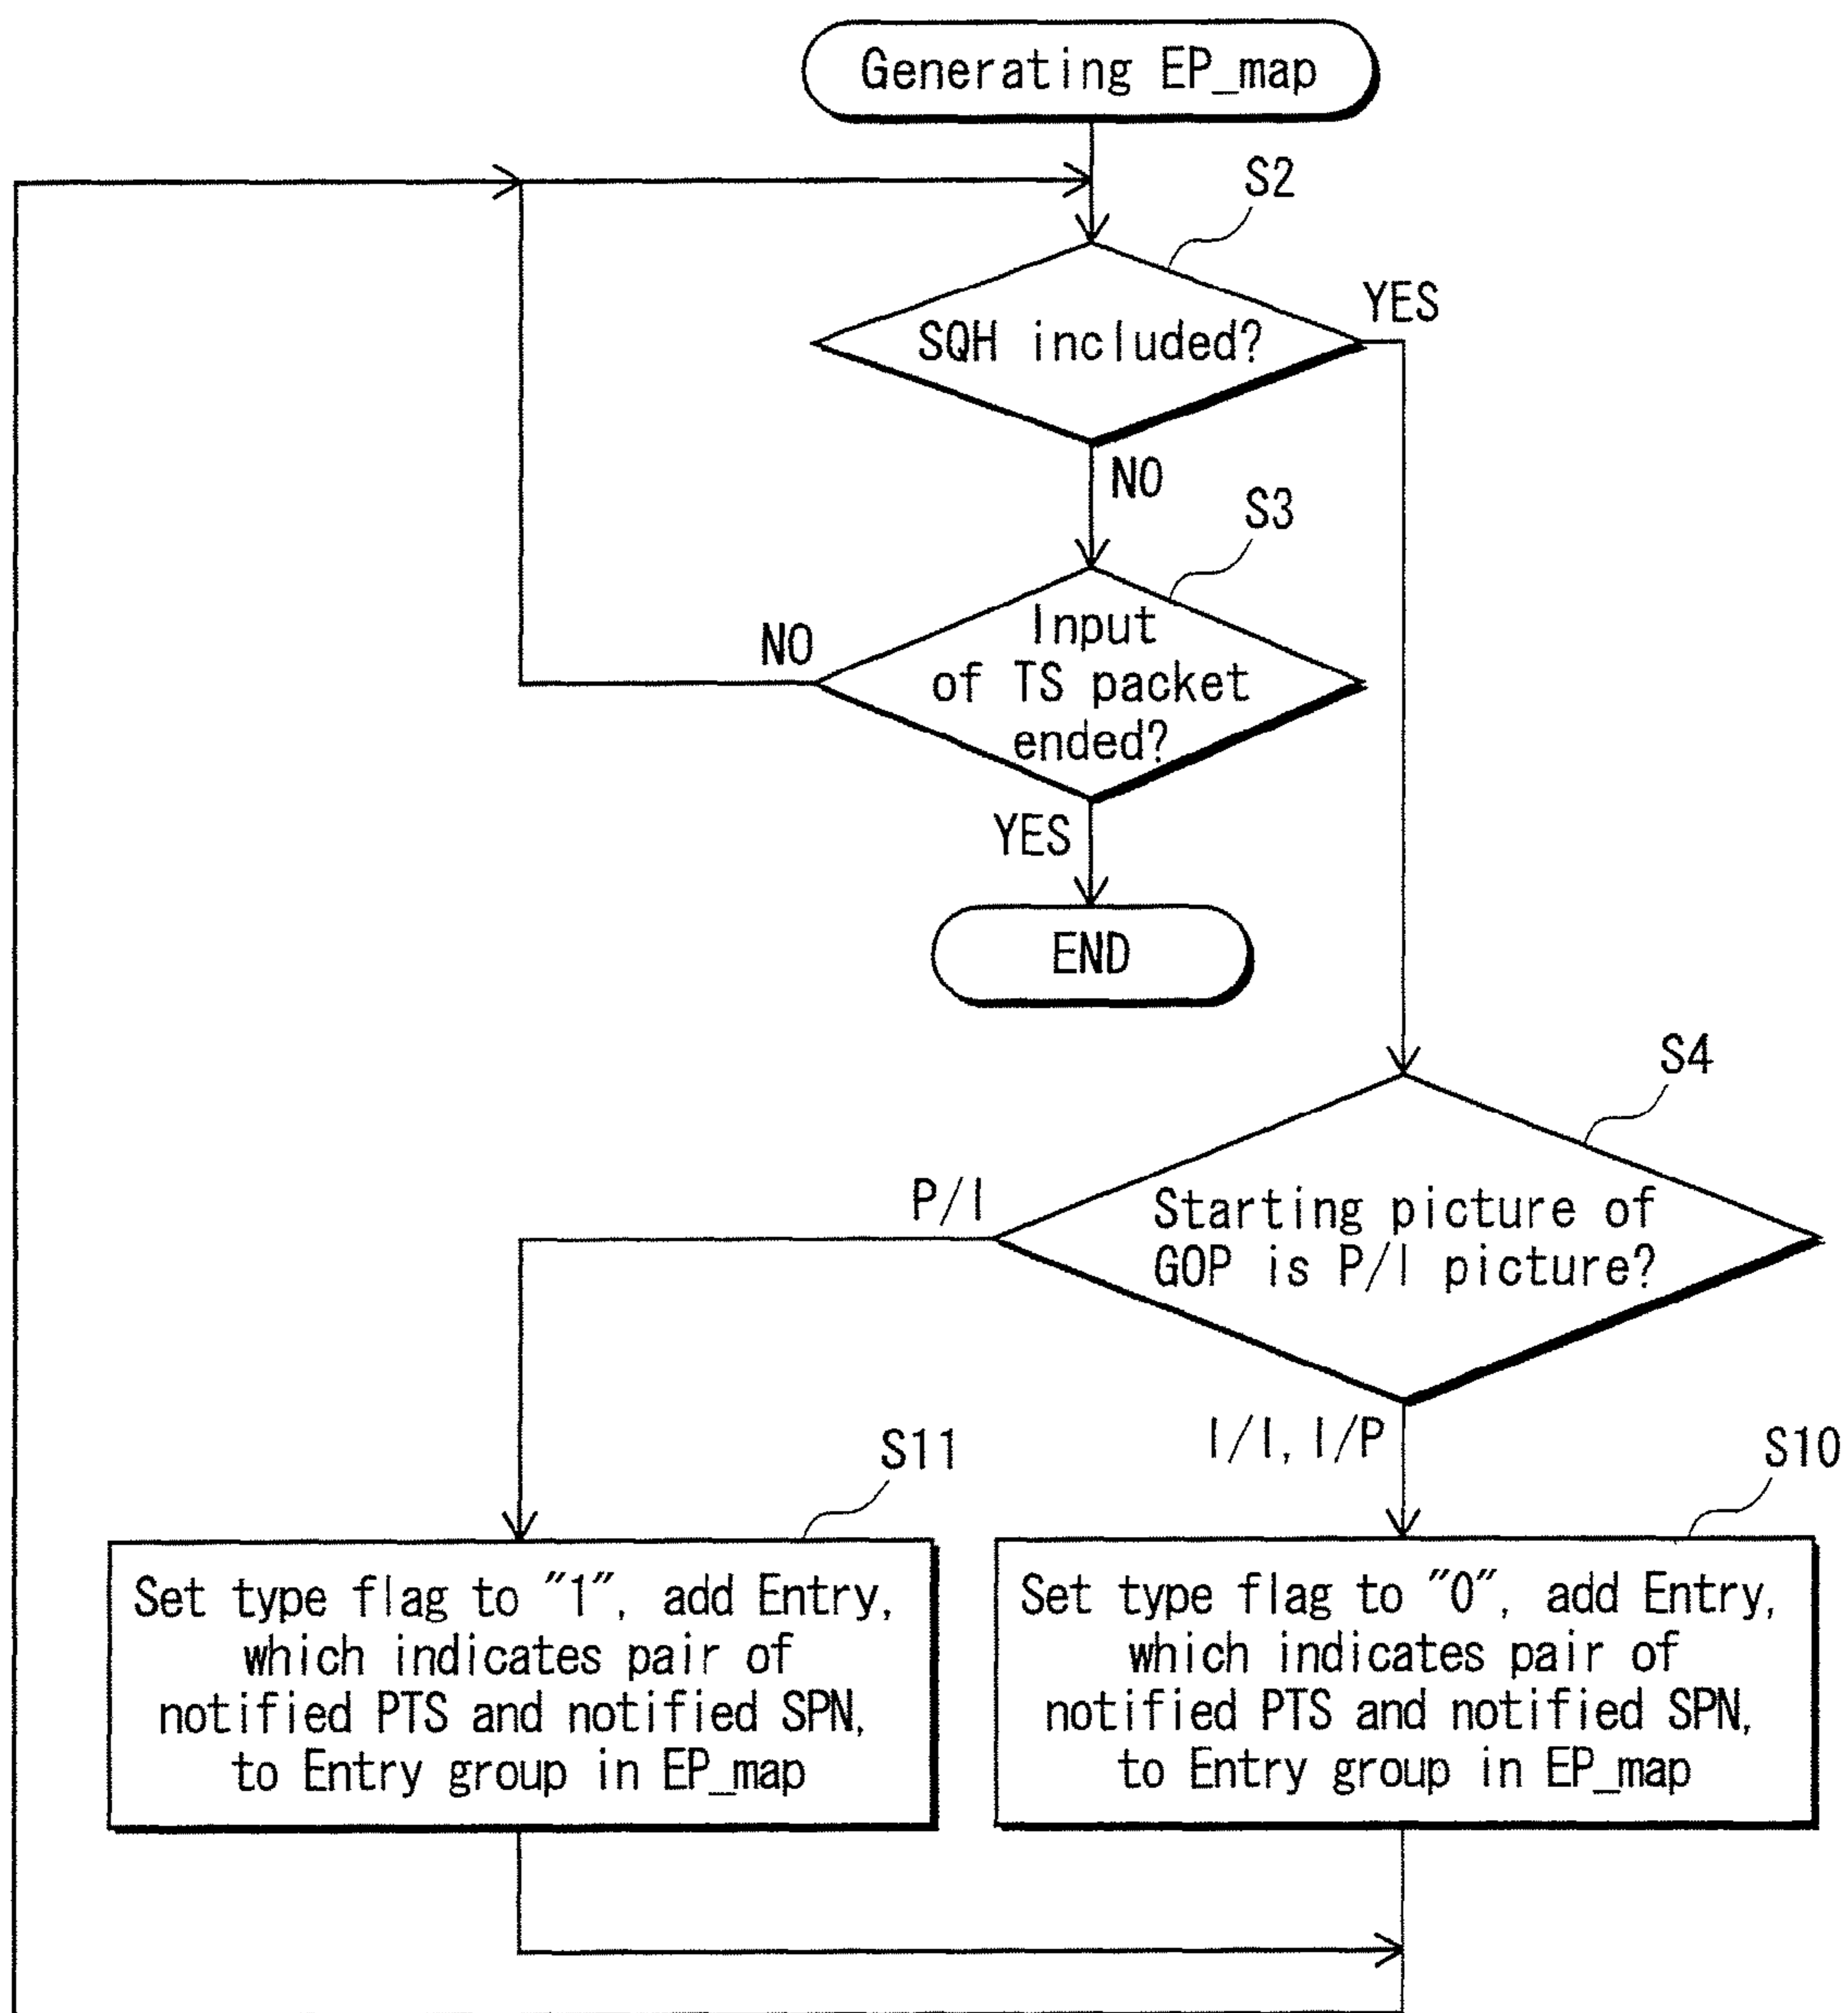 Generating EP_map
S2
SQH included?
YES
NO
S3
Input
of TS packet
ended?
NO
YES
END
S4
Starting picture of
GOP is P/I picture?
P/I
I/I, I/P
S11
Set type flag to "1", add Entry,
which indicates pair of
notified PTS and notified SPN,
to Entry group in EP_map
S10
Set type flag to "0", add Entry,
which indicates pair of
notified PTS and notified SPN,
to Entry group in EP_map